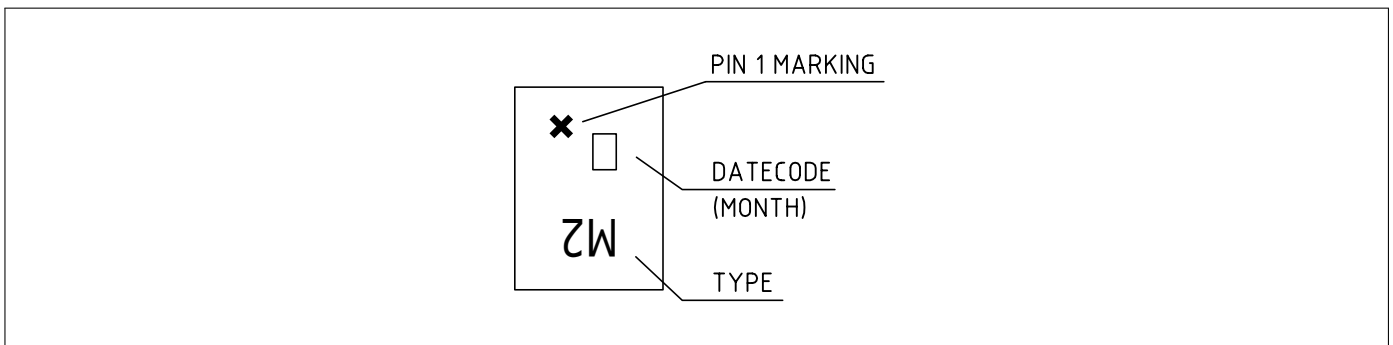 PIN 1 MARKING
DATECODE
(MONTH)
M2
TYPE